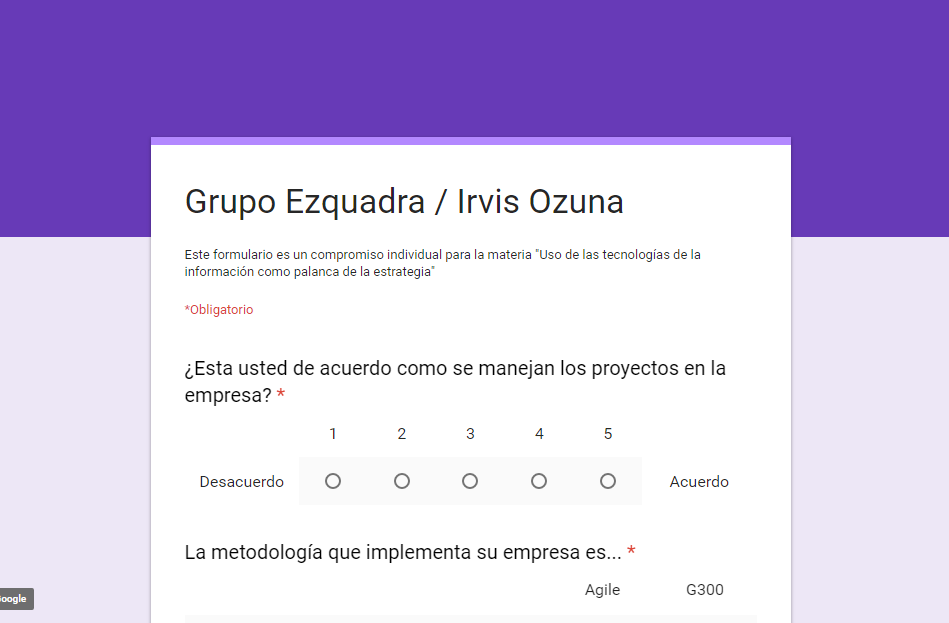 Grupo Ezquadra / Irvis Ozuna
Este formulario es un compromiso individual para la materia "Uso de las tecnologías de la
información como palanca de la estrategia"
*Obligatorio
¿Esta usted de acuerdo como se manejan los proyectos en la
empresa? *
1 2 3 4 5
Desacuerdo Acuerdo
La metodología que implementa su empresa es... *
Agile G300